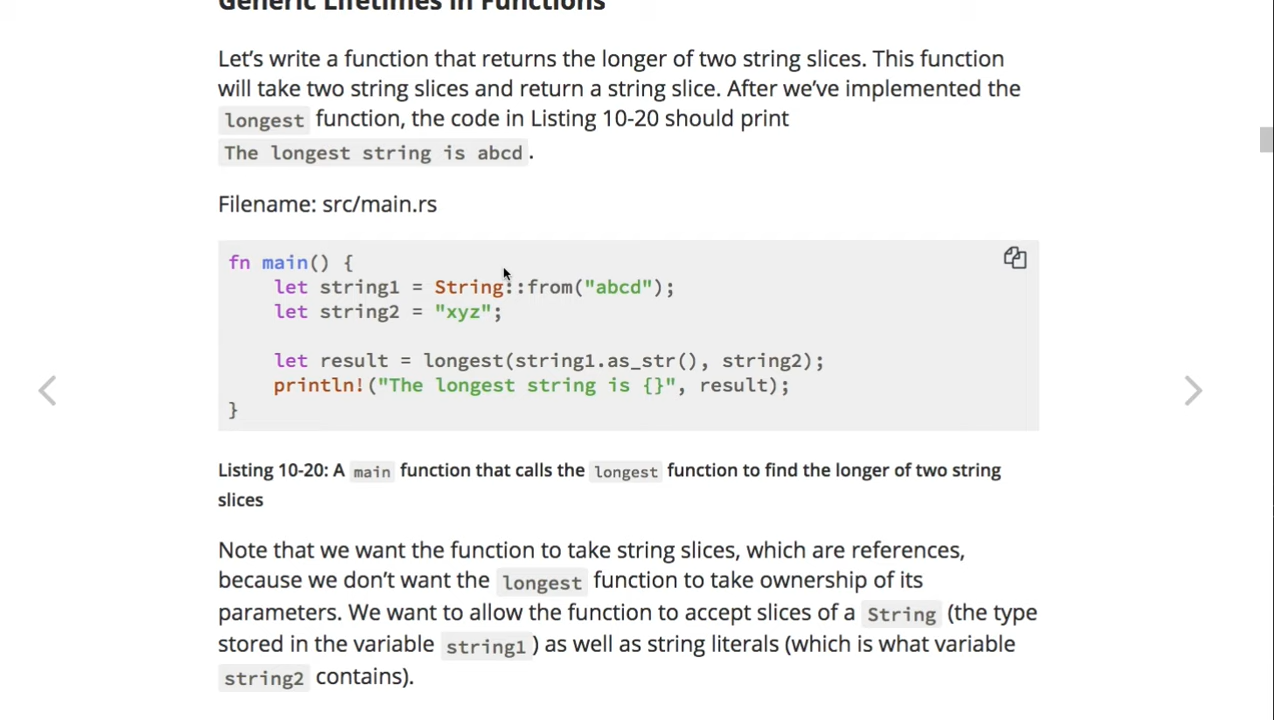 Generic Lifetimes in Functions
Let’s write a function that returns the longer of two string slices. This function
will take two string slices and return a string slice. After we’ve implemented the
longest function, the code in Listing 10-20 should print
The longest string is abcd .
Filename: src/main.rs
fn main() {
    let string1 = String::from("abcd");
    let string2 = "xyz";

    let result = longest(string1.as_str(), string2);
    println!("The longest string is {}", result);
}
Listing 10-20: A main function that calls the longest function to find the longer of two string
slices
Note that we want the function to take string slices, which are references,
because we don’t want the longest function to take ownership of its
parameters. We want to allow the function to accept slices of a String (the type
stored in the variable string1 ) as well as string literals (which is what variable
string2 contains).